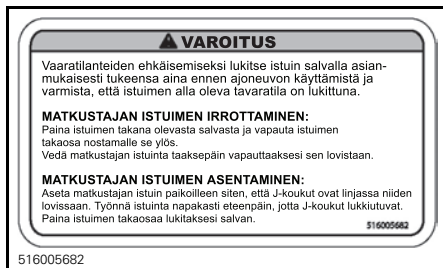 VAROITUS
Vaaratilanteiden ehkäisemiseksi lukitse istuin salvalla asian-
mukaisesti tukeensa aina ennen ajoneuvon käyttämistä ja
varmista, että istuimen alla oleva tavaratila on lukittuna.
MATKUSTAJAN ISTUIMEN IRROTTAMINEN:
Paina istuimen takana olevasta salvasta ja vapauta istuimen
takaosa nostamalle se ylös.
Vedä matkustajan istuinta taaksepäin vapauttaaksesi sen lovistaan.
MATKUSTAJAN ISTUIMEN ASENTAMINEN:
Aseta matkustajan istuin paikoilleen siten, että J-koukut ovat linjassa niiden
lovissaan. Työnnä istuinta napakasti eteenpäin, jotta J-koukut lukkiutuvat.
Paina istuimen takaosaa lukitaksesi salvan.
516005682
516005682